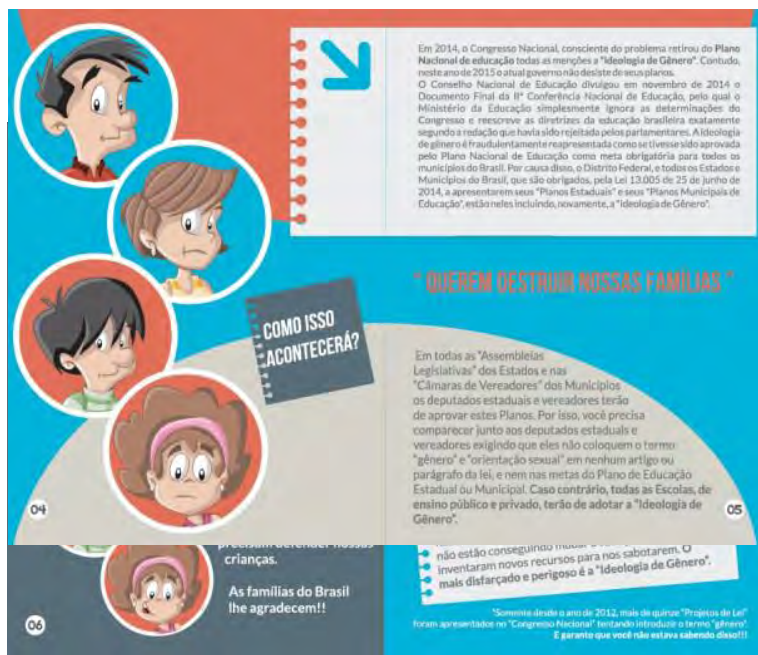 Em 2014, o Congresso Nacional, consciente do problema retirou do Plano
Nacional de educação todas as menções a "Ideologia de Gênero". Contudo,
neste ano de 2015 o atual governo não desiste de seus planos.
O Conselho Nacional de Educação divulgou em novembro de 2014 o
Documento Final da IIª Conferência Nacional de Educação, pelo qual o
Ministério da Educação simplesmente ignora as determinações do
Congresso e reescreve as diretrizes da educação brasileira exatamente
segundo a redação que havia sido rejeitada pelos parlamentares. A ideologia
de gênero é fraudulentamente reapresentada como se tivesse sido aprovada
pelo Plano Nacional de Educação como meta obrigatória para todos os
municípios do Brasil. Por causa disso, o Distrito Federal, e todos os Estados e
Municípios do Brasil, que são obrigados, pela Lei 13.005 de 25 de junho de
2014, a apresentarem seus "Planos Estaduais" e seus "Planos Municipais de
Educação", estão neles incluindo, novamente, a "ideologia de Gênero".
" QUEREM DESTRUIR NOSSAS FAMÍLIAS "
COMO ISSO
ACONTECERÁ?
Em todas as "Assembleias
Legislativas" dos Estados e nas
"Câmaras de Vereadores" dos Municípios
os deputados estaduais e vereadores terão
de aprovar estes Planos. Por isso, você precisa
comparecer junto aos deputados estaduais e
vereadores exigindo que eles não coloquem o termo
"gênero" e "orientação sexual" em nenhum artigo ou
parágrafo da lei, e nem nas metas do Plano de Educação
Estadual ou Municipal. Caso contrário, todas as Escolas, de
ensino público e privado, terão de adotar a "Ideologia de
Gênero".
04
05
precisam defender nossas
crianças.
As famílias do Brasil
lhe agradecem!!
06
não estão conseguindo mudar
inventaram novos recursos para nos sabotarem. O
mais disfarçado e perigoso é a "Ideologia de Gênero".
"Somente desde o ano de 2012, mais de quinze "Projetos de Lei"
foram apresentados no "Congresso Nacional" tentando introduzir o termo "gênero".
E garanto que você não estava sabendo disso!!!